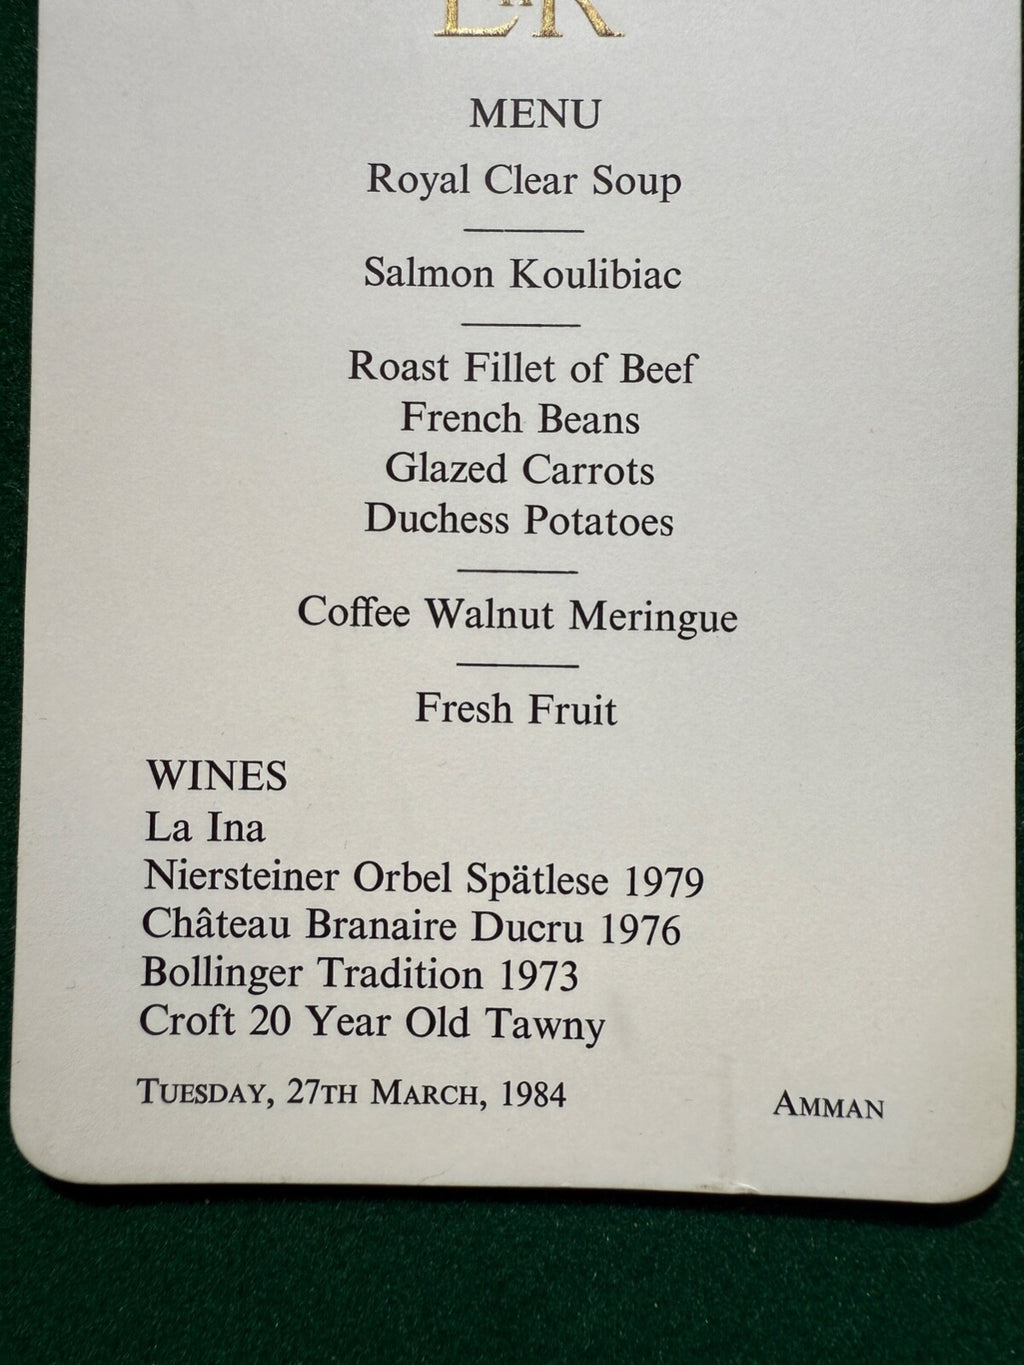 E II R
MENU
Royal Clear Soup
Salmon Koulibiac
Roast Fillet of Beef
French Beans
Glazed Carrots
Duchess Potatoes
Coffee Walnut Meringue
Fresh Fruit
WINES
La Ina
Niersteiner Orbel Spätlese 1979
Château Branaire Ducru 1976
Bollinger Tradition 1973
Croft 20 Year Old Tawny
TUESDAY, 27TH MARCH, 1984 AMMAN